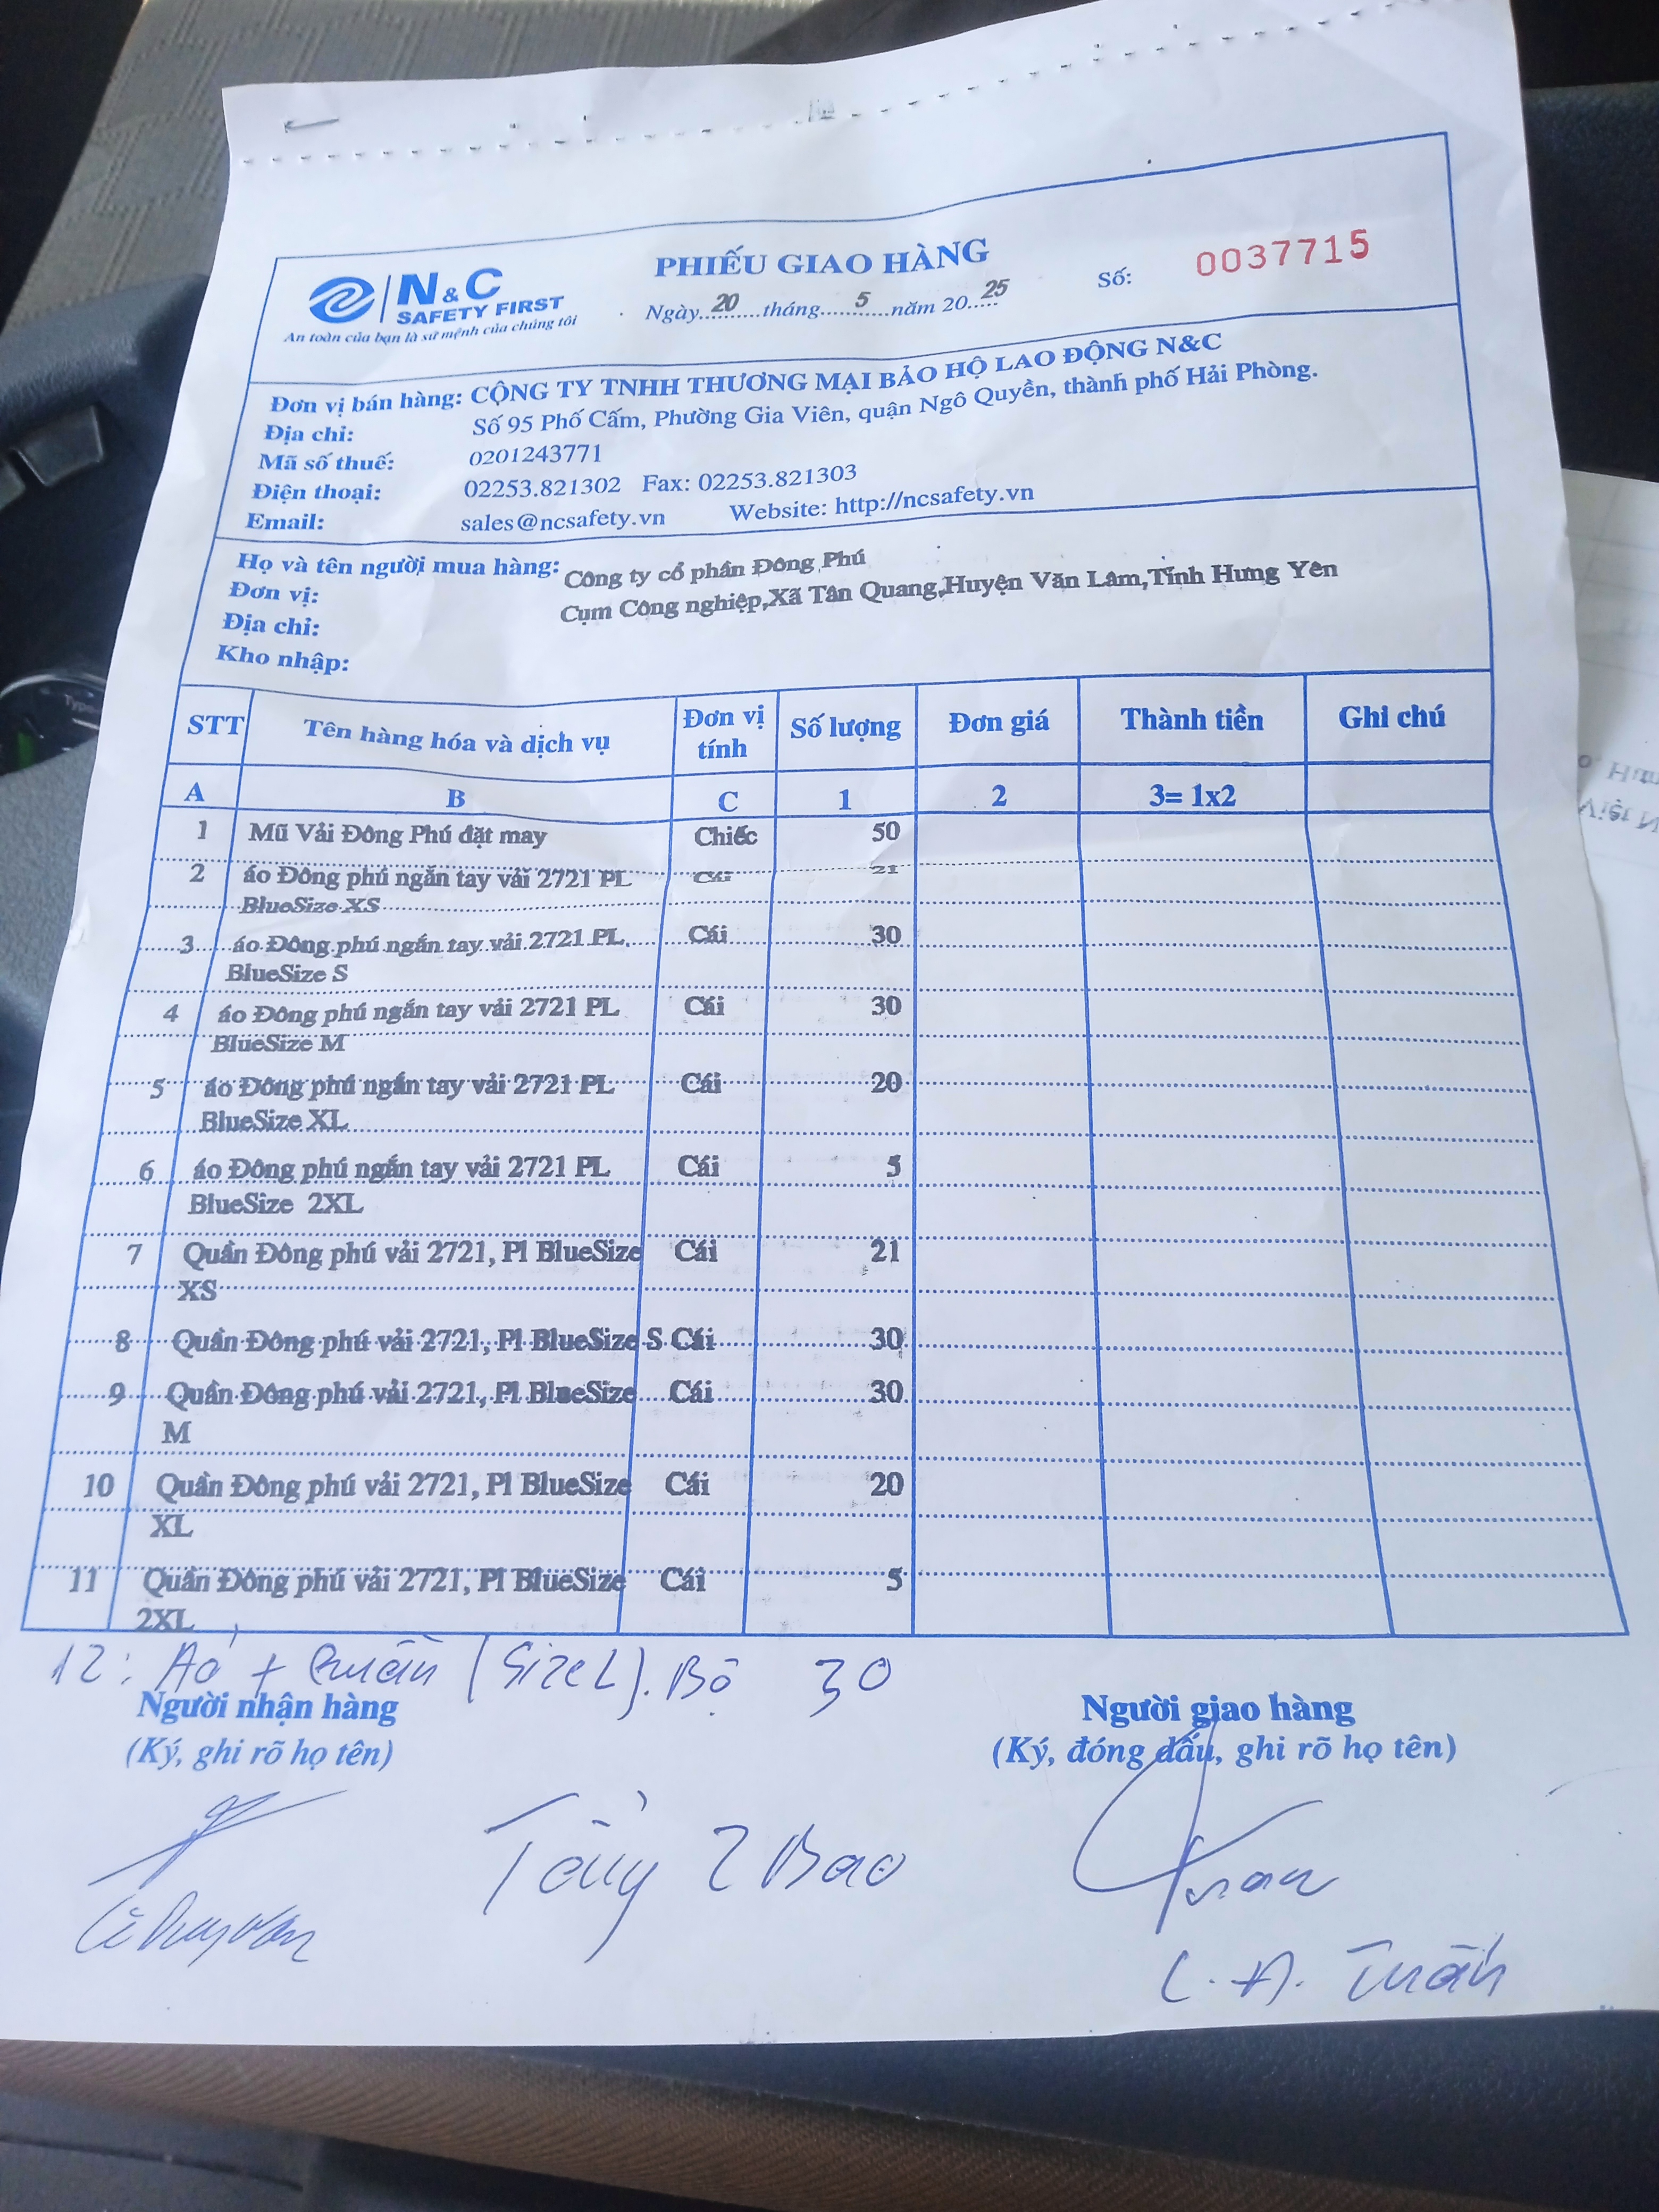 N&C
SAFETY FIRST
An toàn của bạn là sứ mệnh của chúng tôi
PHIẾU GIAO HÀNG
Ngày 20 tháng 5 năm 2025
Số: 0037715
Đơn vị bán hàng: CÔNG TY TNHH THƯƠNG MẠI BẢO HỘ LAO ĐỘNG N&C
Địa chỉ: Số 95 Phố Cấm, Phường Gia Viên, quận Ngô Quyền, thành phố Hải Phòng.
Mã số thuế: 0201243771
Điện thoại: 02253.821302 Fax: 02253.821303
Email: sales@ncsafety.vn Website: http://ncsafety.vn
Họ và tên người mua hàng:
Đơn vị: Công ty cổ phần Đông Phú
Địa chỉ: Cụm Công nghiệp,Xã Tân Quang,Huyện Văn Lâm,Tỉnh Hưng Yên
Kho nhập:
STT Tên hàng hóa và dịch vụ Đơn vị tính Số lượng Đơn giá Thành tiền Ghi chú
A B C 1 2 3= 1x2
1 Mũ Vải Đông Phú đặt may Chiếc 50
2 áo Đông phú ngắn tay vải 2721 PL Cái 21
BlueSize XS
3 áo Đông phú ngắn tay vải 2721 PL Cái 30
BlueSize S
4 áo Đông phú ngắn tay vải 2721 PL Cái 30
BlueSize M
5 áo Đông phú ngắn tay vải 2721 PL Cái 20
BlueSize XL
6 áo Đông phú ngắn tay vải 2721 PL Cái 5
BlueSize 2XL
7 Quần Đông phú vải 2721, Pl BlueSize Cái 21
XS
8 Quần Đông phú vải 2721, Pl BlueSize S Cái 30
9 Quần Đông phú vải 2721, Pl BlueSize Cái 30
M
10 Quần Đông phú vải 2721, Pl BlueSize Cái 20
XL
11 Quần Đông phú vải 2721, Pl BlueSize Cái 5
2XL
12: Áo + Quần (Size L). Bộ 30
Người nhận hàng Người giao hàng
(Ký, ghi rõ họ tên) (Ký, đóng dấu, ghi rõ họ tên)
2 Bao
L. A. Tuấn